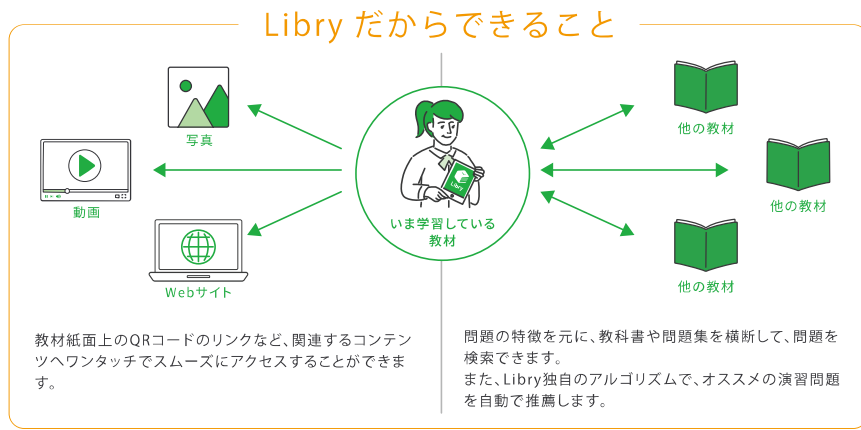 Libry だからできること
写真
動画
Webサイト
Libry
いま学習している
教材
他の教材
他の教材
他の教材
教材紙面上のQRコードのリンクなど、関連するコンテン
ツへワンタッチでスムーズにアクセスすることができま
す。
問題の特徴を元に、教科書や問題集を横断して、問題を
検索できます。
また、Libry独自のアルゴリズムで、オススメの演習問題
を自動で推薦します。